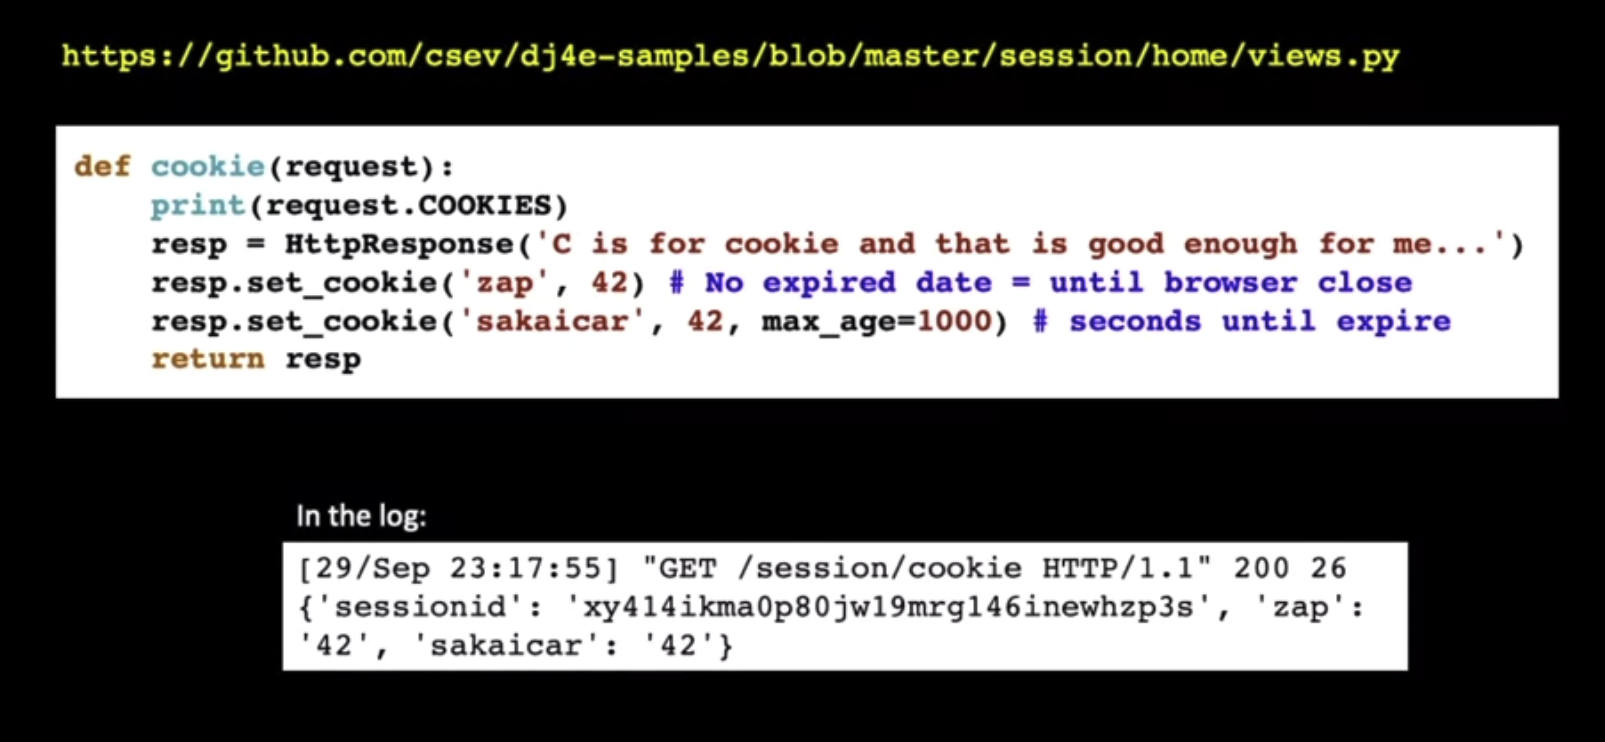 https://github.com/csev/dj4e-samples/blob/master/session/home/views.py
def cookie(request):
    print(request.COOKIES)
    resp = HttpResponse('C is for cookie and that is good enough for me...')
    resp.set_cookie('zap', 42) # No expired date = until browser close
    resp.set_cookie('sakaicar', 42, max_age=1000) # seconds until expire
    return resp
In the log:
[29/Sep 23:17:55] "GET /session/cookie HTTP/1.1" 200 26
{'sessionid': 'xy414ikma0p80jw19mrg146inewhzp3s', 'zap':
'42', 'sakaicar': '42'}